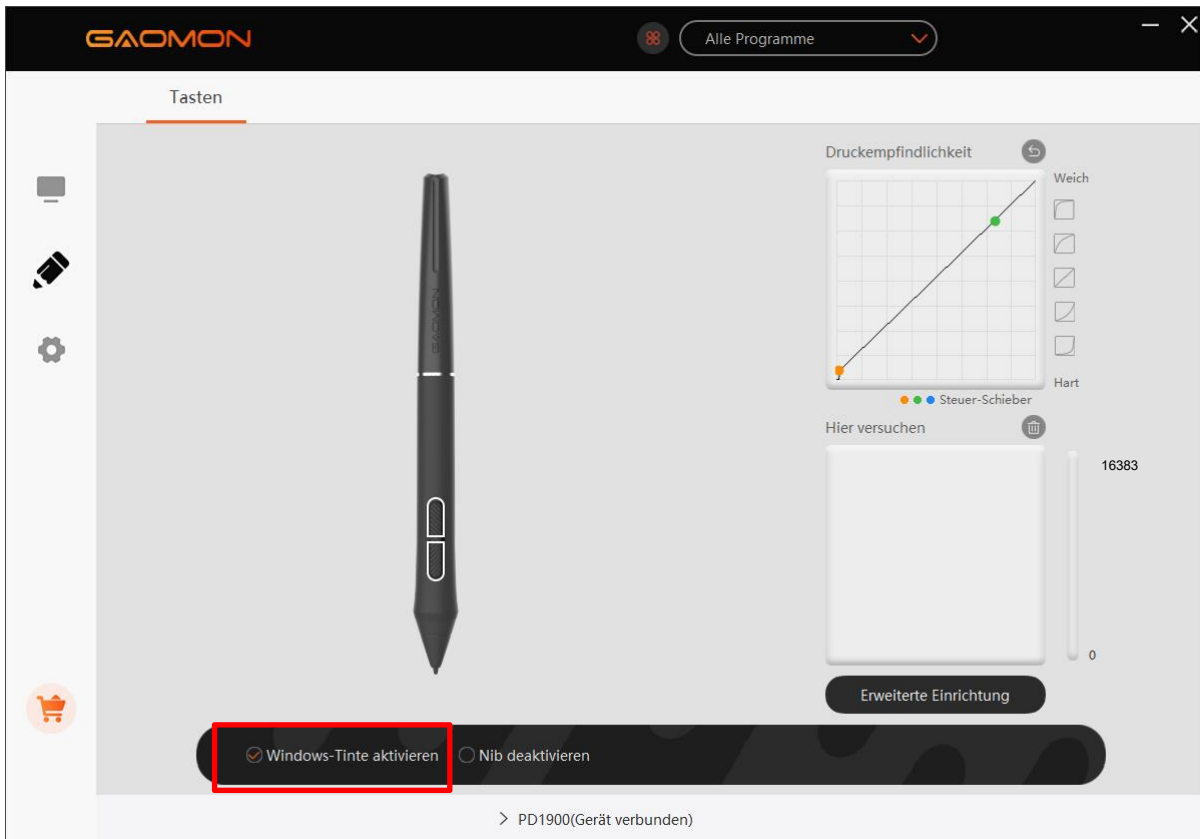 GAOMON
Alle Programme
Tasten
Druckempfindlichkeit
Weich
GAOMON
Hart
Steuer-Schieber
Hier versuchen
16383
0
Erweiterte Einrichtung
Windows-Tinte aktivieren
Nib deaktivieren
PD1900(Gerät verbunden)